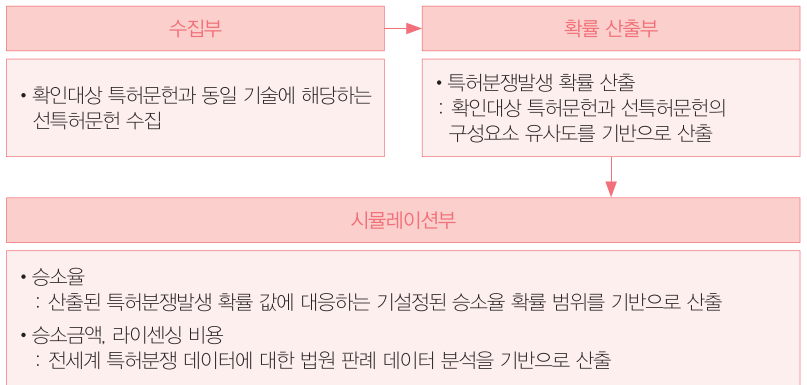 수집부
확률 산출부
• 확인대상 특허문헌과 동일 기술에 해당하는
선특허문헌 수집
• 특허분쟁발생 확률 산출
: 확인대상 특허문헌과 선특허문헌의
구성요소 유사도를 기반으로 산출
시뮬레이션부
• 승소율
: 산출된 특허분쟁발생 확률 값에 대응하는 기설정된 승소율 확률 범위를 기반으로 산출
• 승소금액, 라이센싱 비용
: 전세계 특허분쟁 데이터에 대한 법원 판례 데이터 분석을 기반으로 산출